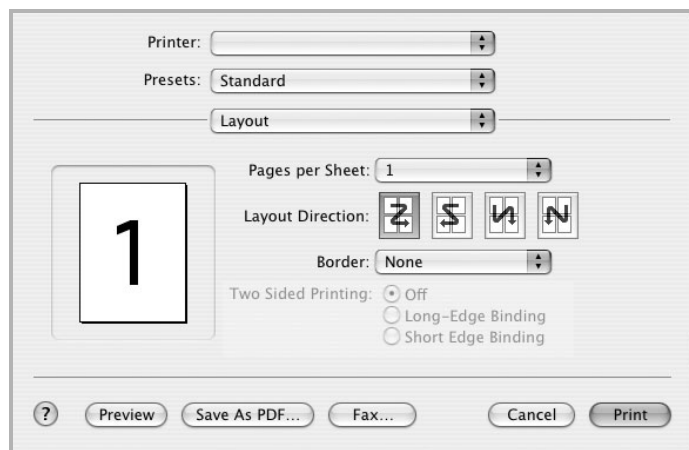 Printer:
Presets: Standard
Layout
Pages per Sheet: 1
Layout Direction:
Border: None
Two Sided Printing: Off
Long-Edge Binding
Short Edge Binding
1
? Preview Save As PDF... Fax... Cancel Print